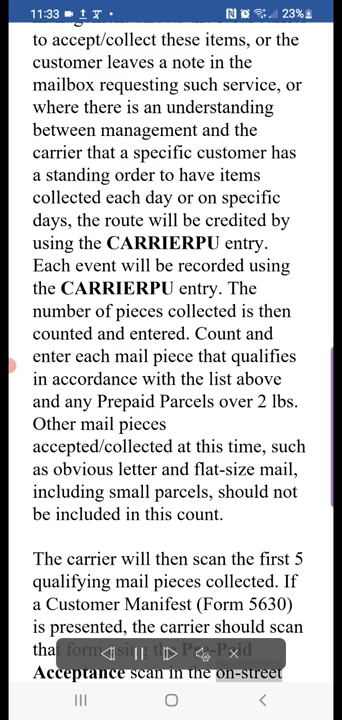 11:33
23%
to accept/collect these items, or the
customer leaves a note in the
mailbox requesting such service, or
where there is an understanding
between management and the
carrier that a specific customer has
a standing order to have items
collected each day or on specific
days, the route will be credited by
using the CARRIERPU entry.
Each event will be recorded using
the CARRIERPU entry. The
number of pieces collected is then
counted and entered. Count and
enter each mail piece that qualifies
in accordance with the list above
and any Prepaid Parcels over 2 lbs.
Other mail pieces
accepted/collected at this time, such
as obvious letter and flat-size mail,
including small parcels, should not
be included in this count.
The carrier will then scan the first 5
qualifying mail pieces collected. If
a Customer Manifest (Form 5630)
is presented, the carrier should scan
that form using the Pre-Paid
Acceptance scan in the on-street